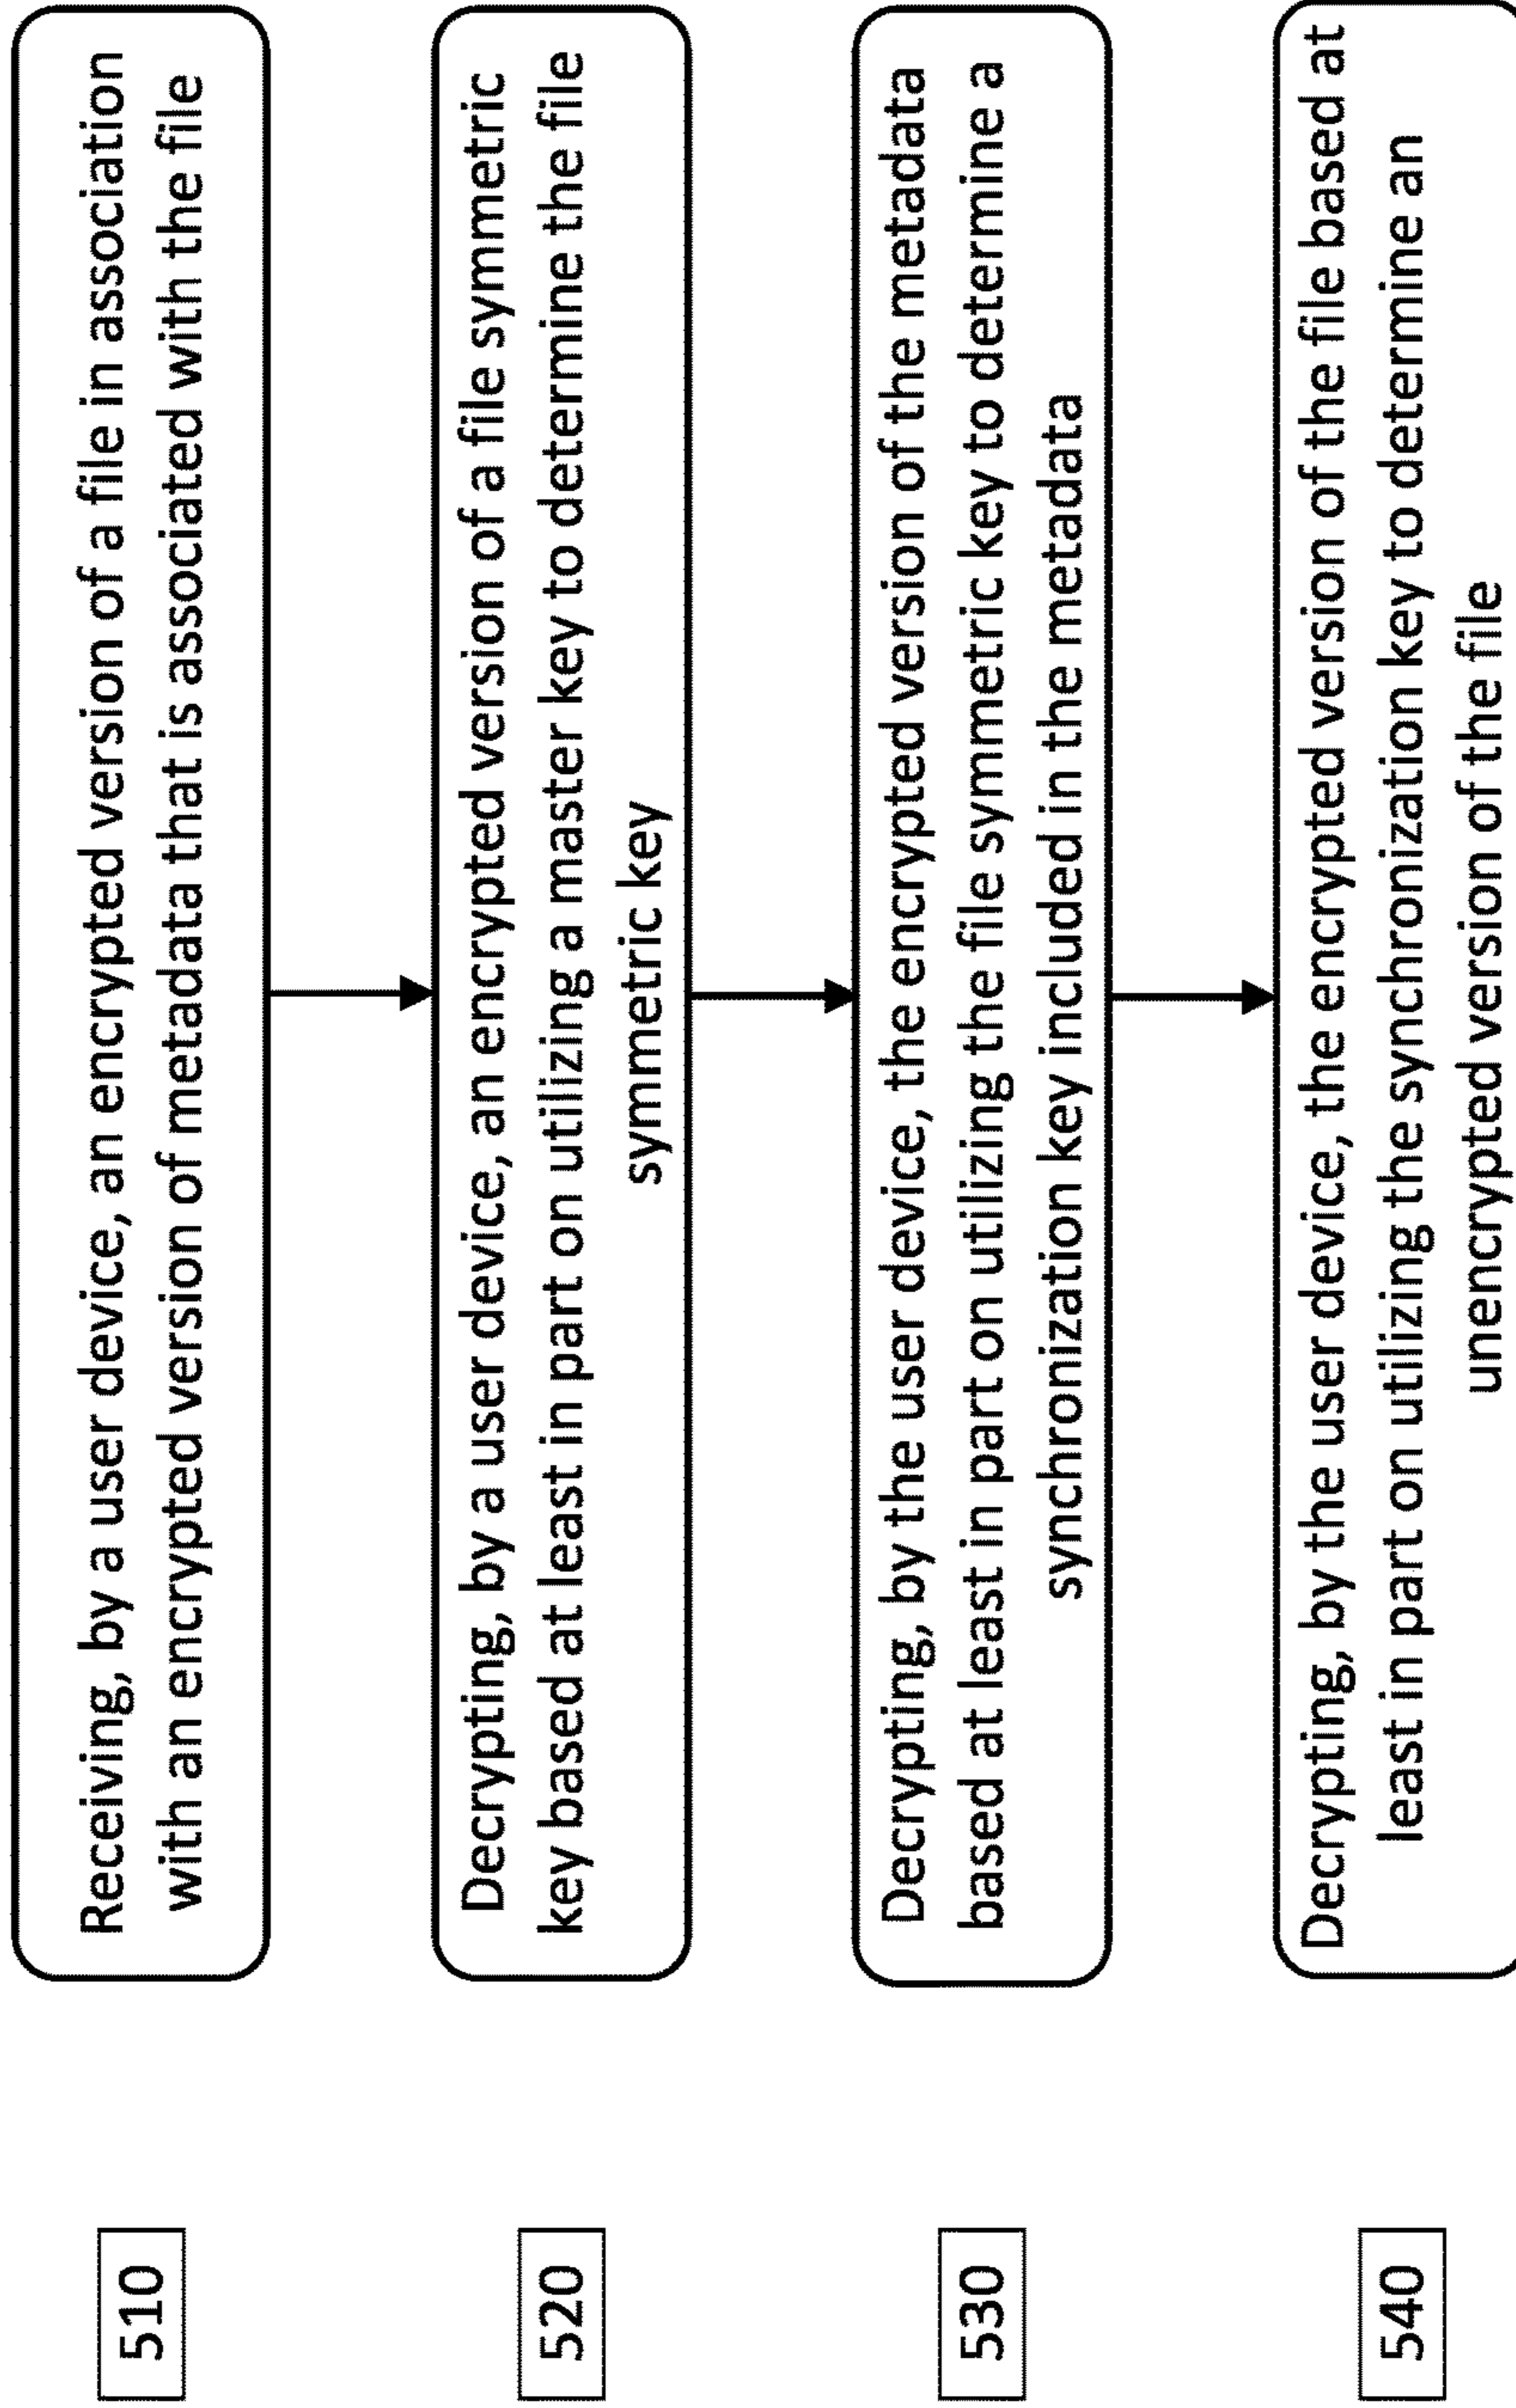 510
Receiving, by a user device, an encrypted version of a file in association
with an encrypted version of metadata that is associated with the file
520
Decrypting, by a user device, an encrypted version of a file symmetric
key based at least in part on utilizing a master key to determine the file
symmetric key
530
Decrypting, by the user device, the encrypted version of the metadata
based at least in part on utilizing the file symmetric key to determine a
synchronization key included in the metadata
540
Decrypting, by the user device, the encrypted version of the file based at
least in part on utilizing the synchronization key to determine an
unencrypted version of the file